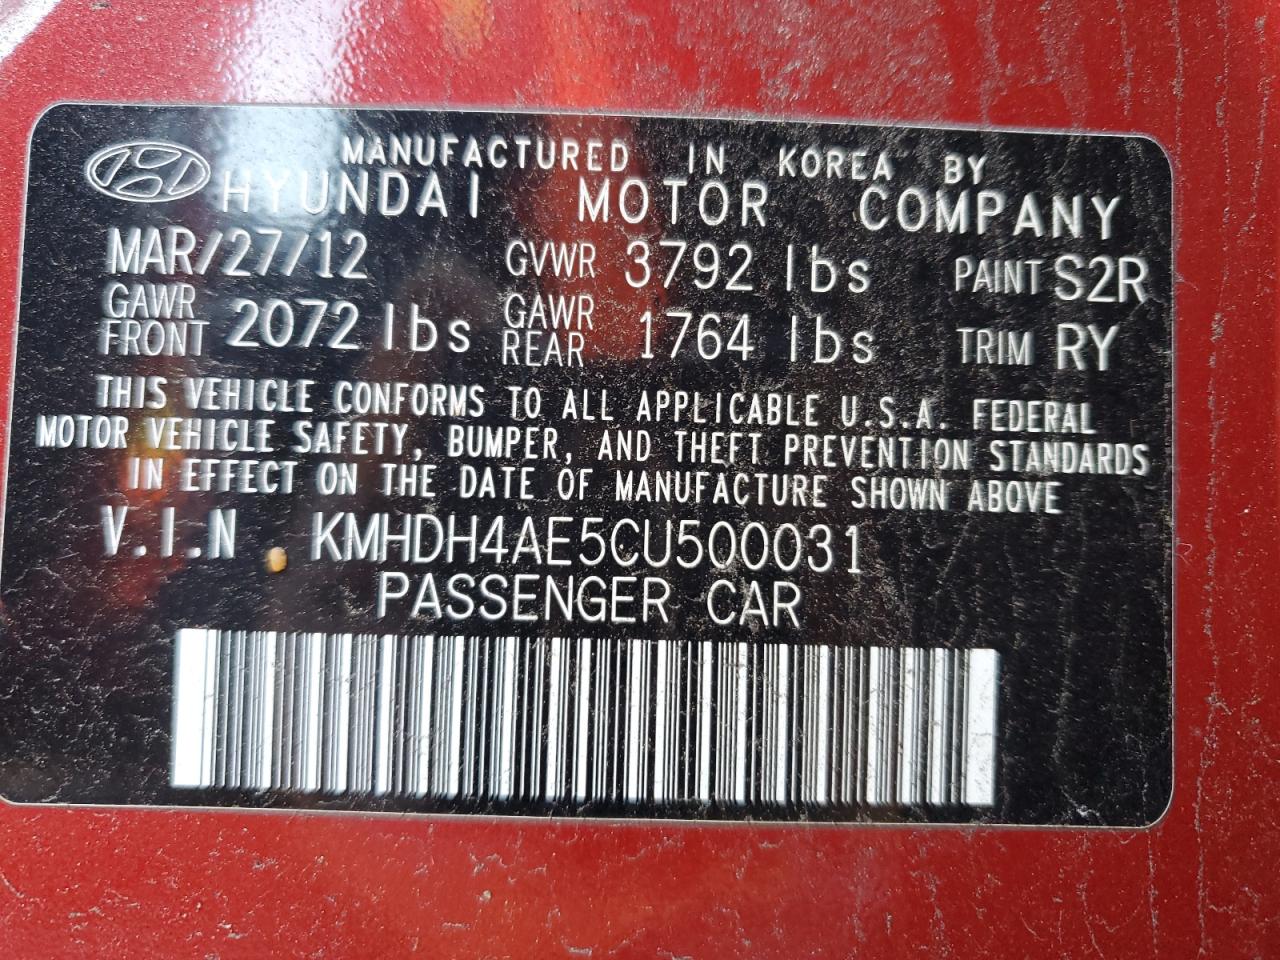 MANUFACTURED IN KOREA BY
HYUNDAI MOTOR COMPANY
MAR/27/12 GVWR 3792 lbs PAINT S2R
GAWR FRONT 2072 lbs GAWR REAR 1764 lbs TRIM RY
THIS VEHICLE CONFORMS TO ALL APPLICABLE U.S.A. FEDERAL
MOTOR VEHICLE SAFETY, BUMPER, AND THEFT PREVENTION STANDARDS
IN EFFECT ON THE DATE OF MANUFACTURE SHOWN ABOVE
V.I.N. KMHDH4AE5CU500031
PASSENGER CAR